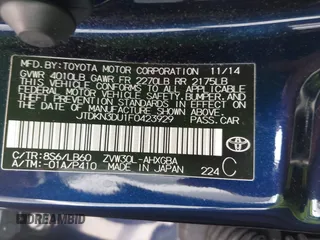 MFD.BY:TOYOTA MOTOR CORPORATION 11/14
GVWR 4010LB GAWR FR 2270LB RR 2175LB
THIS VEHICLE CONFORMS TO ALL APPLICABLE
FEDERAL MOTOR VEHICLE SAFETY, BUMPER, AND
THEFT PREVENTION STANDARDS IN EFFECT ON
THE DATE OF MANUFACTURE SHOWN ABOVE.
JTDKN3DU1F0423929 PASS.CAR
C/TR:8S6/LB60 ZVW30L-AHXGBA
A/TM:-01A/P410 MADE IN JAPAN 224 C